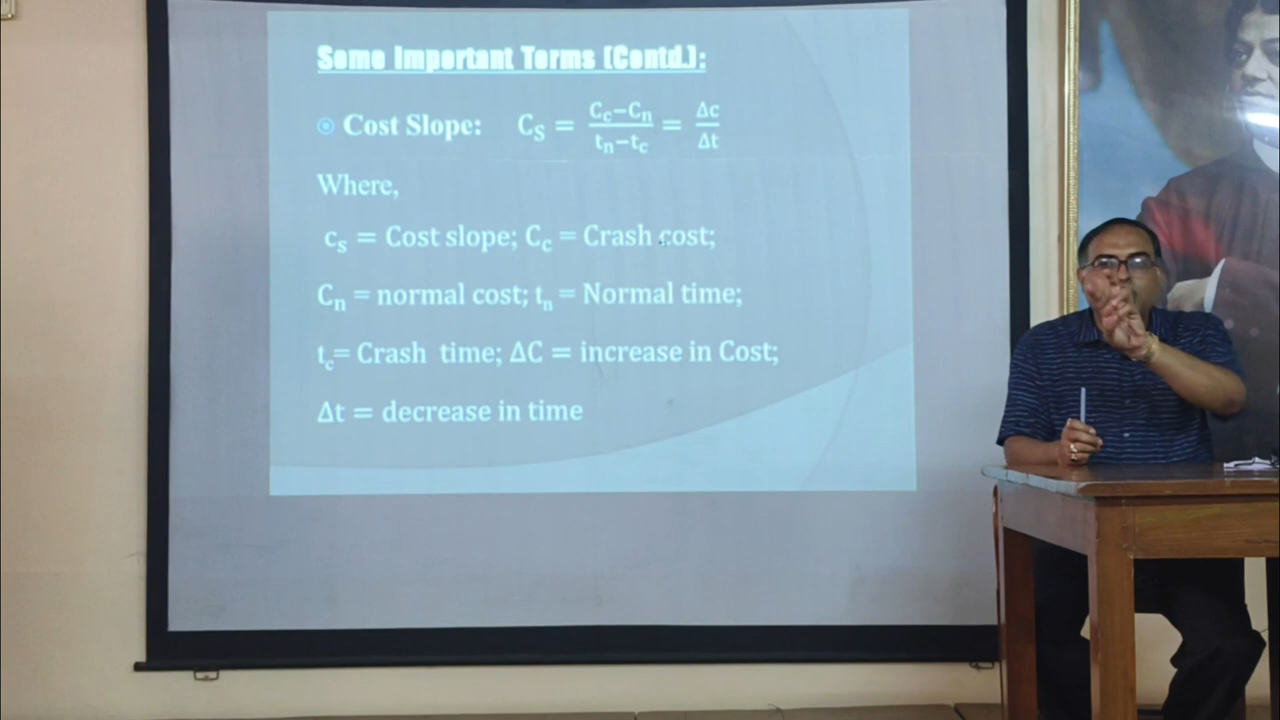 Some Important Terms (Contd.):
Cost Slope: C_S = (C_c−C_n)/(t_n−t_c) = Δc/Δt
Where,
c_s = Cost slope; C_c = Crash cost;
C_n = normal cost; t_n = Normal time;
t_c= Crash time; ΔC = increase in Cost;
Δt = decrease in time